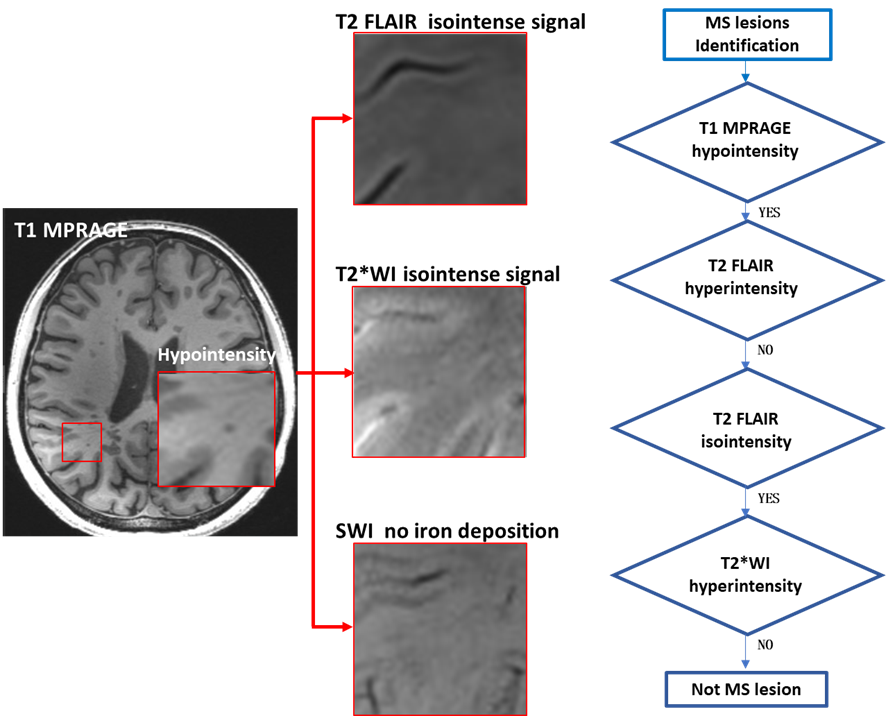 T1 MPRAGE
Hypointensity
T2 FLAIR isointense signal
T2*WI isointense signal
SWI no iron deposition
MS lesions
Identification
T1 MPRAGE
hypointensity
YES
T2 FLAIR
hyperintensity
NO
T2 FLAIR
isointensity
YES
T2*WI
hyperintensity
NO
Not MS lesion